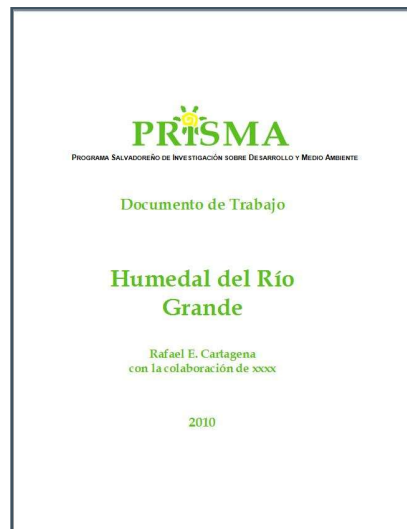 PRISMA
PROGRAMA SALVADOREÑO DE INVESTIGACIÓN SOBRE DESARROLLO Y MEDIO AMBIENTE
Documento de Trabajo
Humedal del Río
Grande
Rafael E. Cartagena
con la colaboración de xxxx
2010